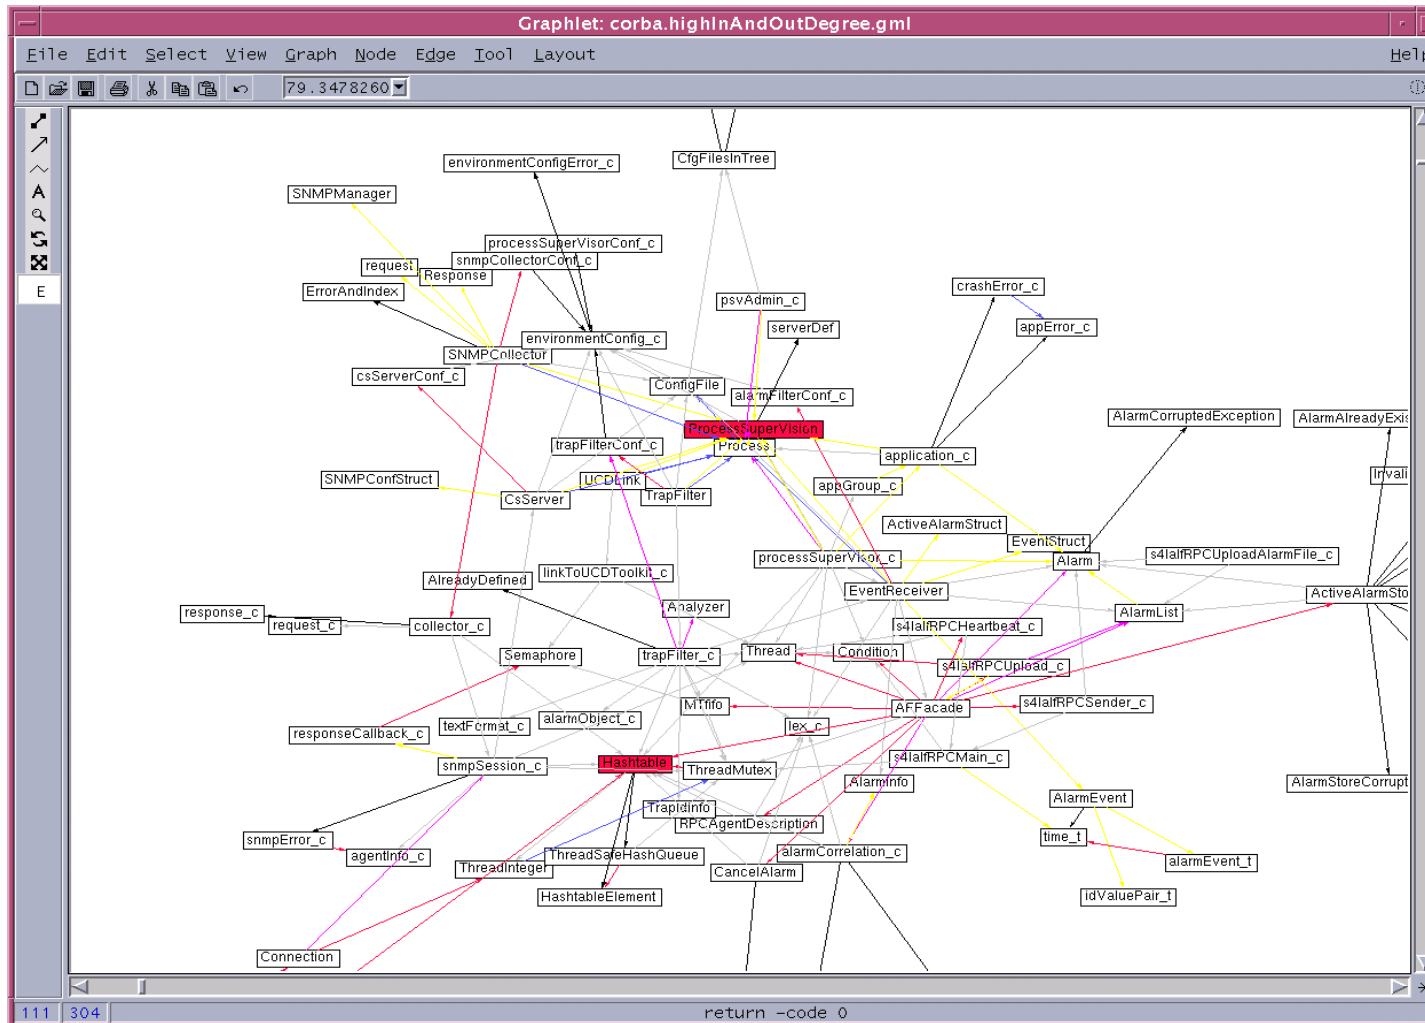 Graphlet: corba.highInAndOutDegree.gml
File Edit Select View Graph Node Edge Tool Layout Help
79.3478260
A
E
environmentConfigError_c
CfgFilesInTree
SNMPManager
processSuperVisorConf_c
snmpCollectorConf_c
request
Response
ErrorAndIndex
psvAdmin_c
crashError_c
serverDef
appError_c
environmentConfig_c
SNMPCollector
csServerConf_c
ConfigFile
alarmFilterConf_c
AlarmCorruptedException
AlarmAlreadyExis
ProcessSuperVision
trapFilterConf_c
Process
application_c
SNMPConfStruct
UCDLink
Invali
CsServer
TrapFilter
appGroup_c
ActiveAlarmStruct
EventStruct
processSuperVisor_c
Alarm
s4lalfRPCUploadAlarmFile_c
AlreadyDefined
linkToUCDToolkit_c
EventReceiver
ActiveAlarmSto
response_c
request_c
collector_c
Analyzer
AlarmList
s4lalfRPCHeartbeat_c
Semaphore
trapFilter_c
Thread
Condition
s4lalfRPCUpload_c
MTfifo
AFFacade
s4lalfRPCSender_c
responseCallback_c
textFormat_c
alarmObject_c
lex_c
snmpSession_c
Hashtable
ThreadMutex
s4lalfRPCMain_c
AlarmInfo
AlarmStoreCorrupt
TrapIdInfo
AlarmEvent
RPCAgentDescription
snmpError_c
agentInfo_c
ThreadInteger
ThreadSafeHashQueue
alarmCorrelation_c
time_t
alarmEvent_t
HashtableElement
CancelAlarm
idValuePair_t
Connection
111 304 return -code 0